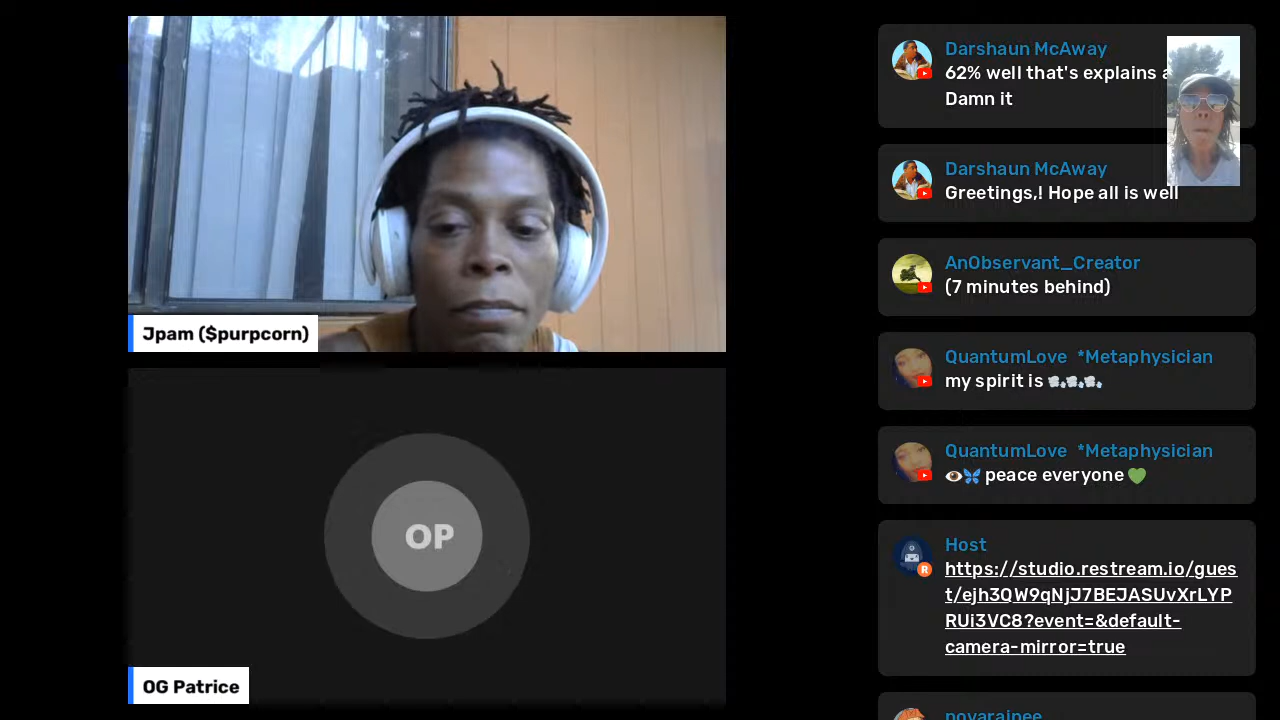 Jpam ($purpcorn)
OP
OG Patrice
Darshaun McAway
62% well that's explains
Damn it
Darshaun McAway
Greetings,! Hope all is well
AnObservant_Creator
(7 minutes behind)
QuantumLove *Metaphysician
my spirit is
QuantumLove *Metaphysician
peace everyone
Host
R
https://studio.restream.io/gues
t/ejh3QW9qNjJ7BEJASUvXrLYP
RUi3VC8?event=&default-
camera-mirror=true